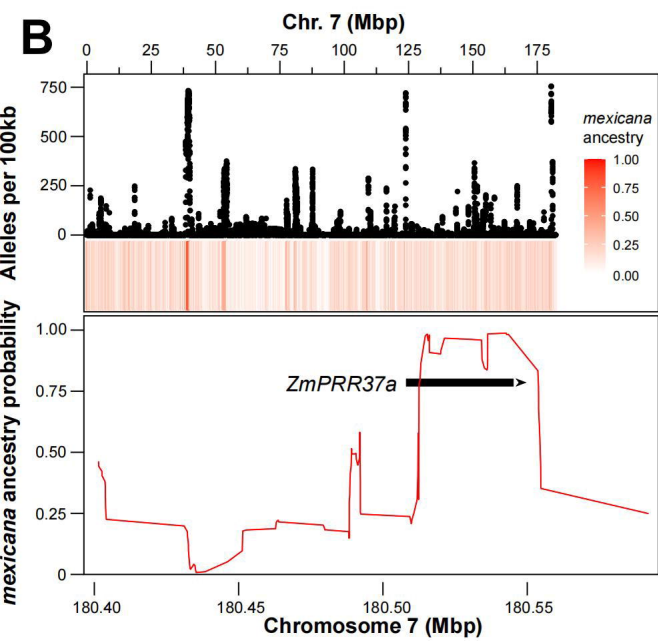 B
Chr. 7 (Mbp)
0 25 50 75 100 125 150 175
Alleles per 100kb
750
500
250
0
mexicana
ancestry
1.00
0.75
0.50
0.25
0.00
mexicana ancestry probability
1.00
0.75
0.50
0.25
0
ZmPRR37a
180.40 180.45 180.50 180.55
Chromosome 7 (Mbp)